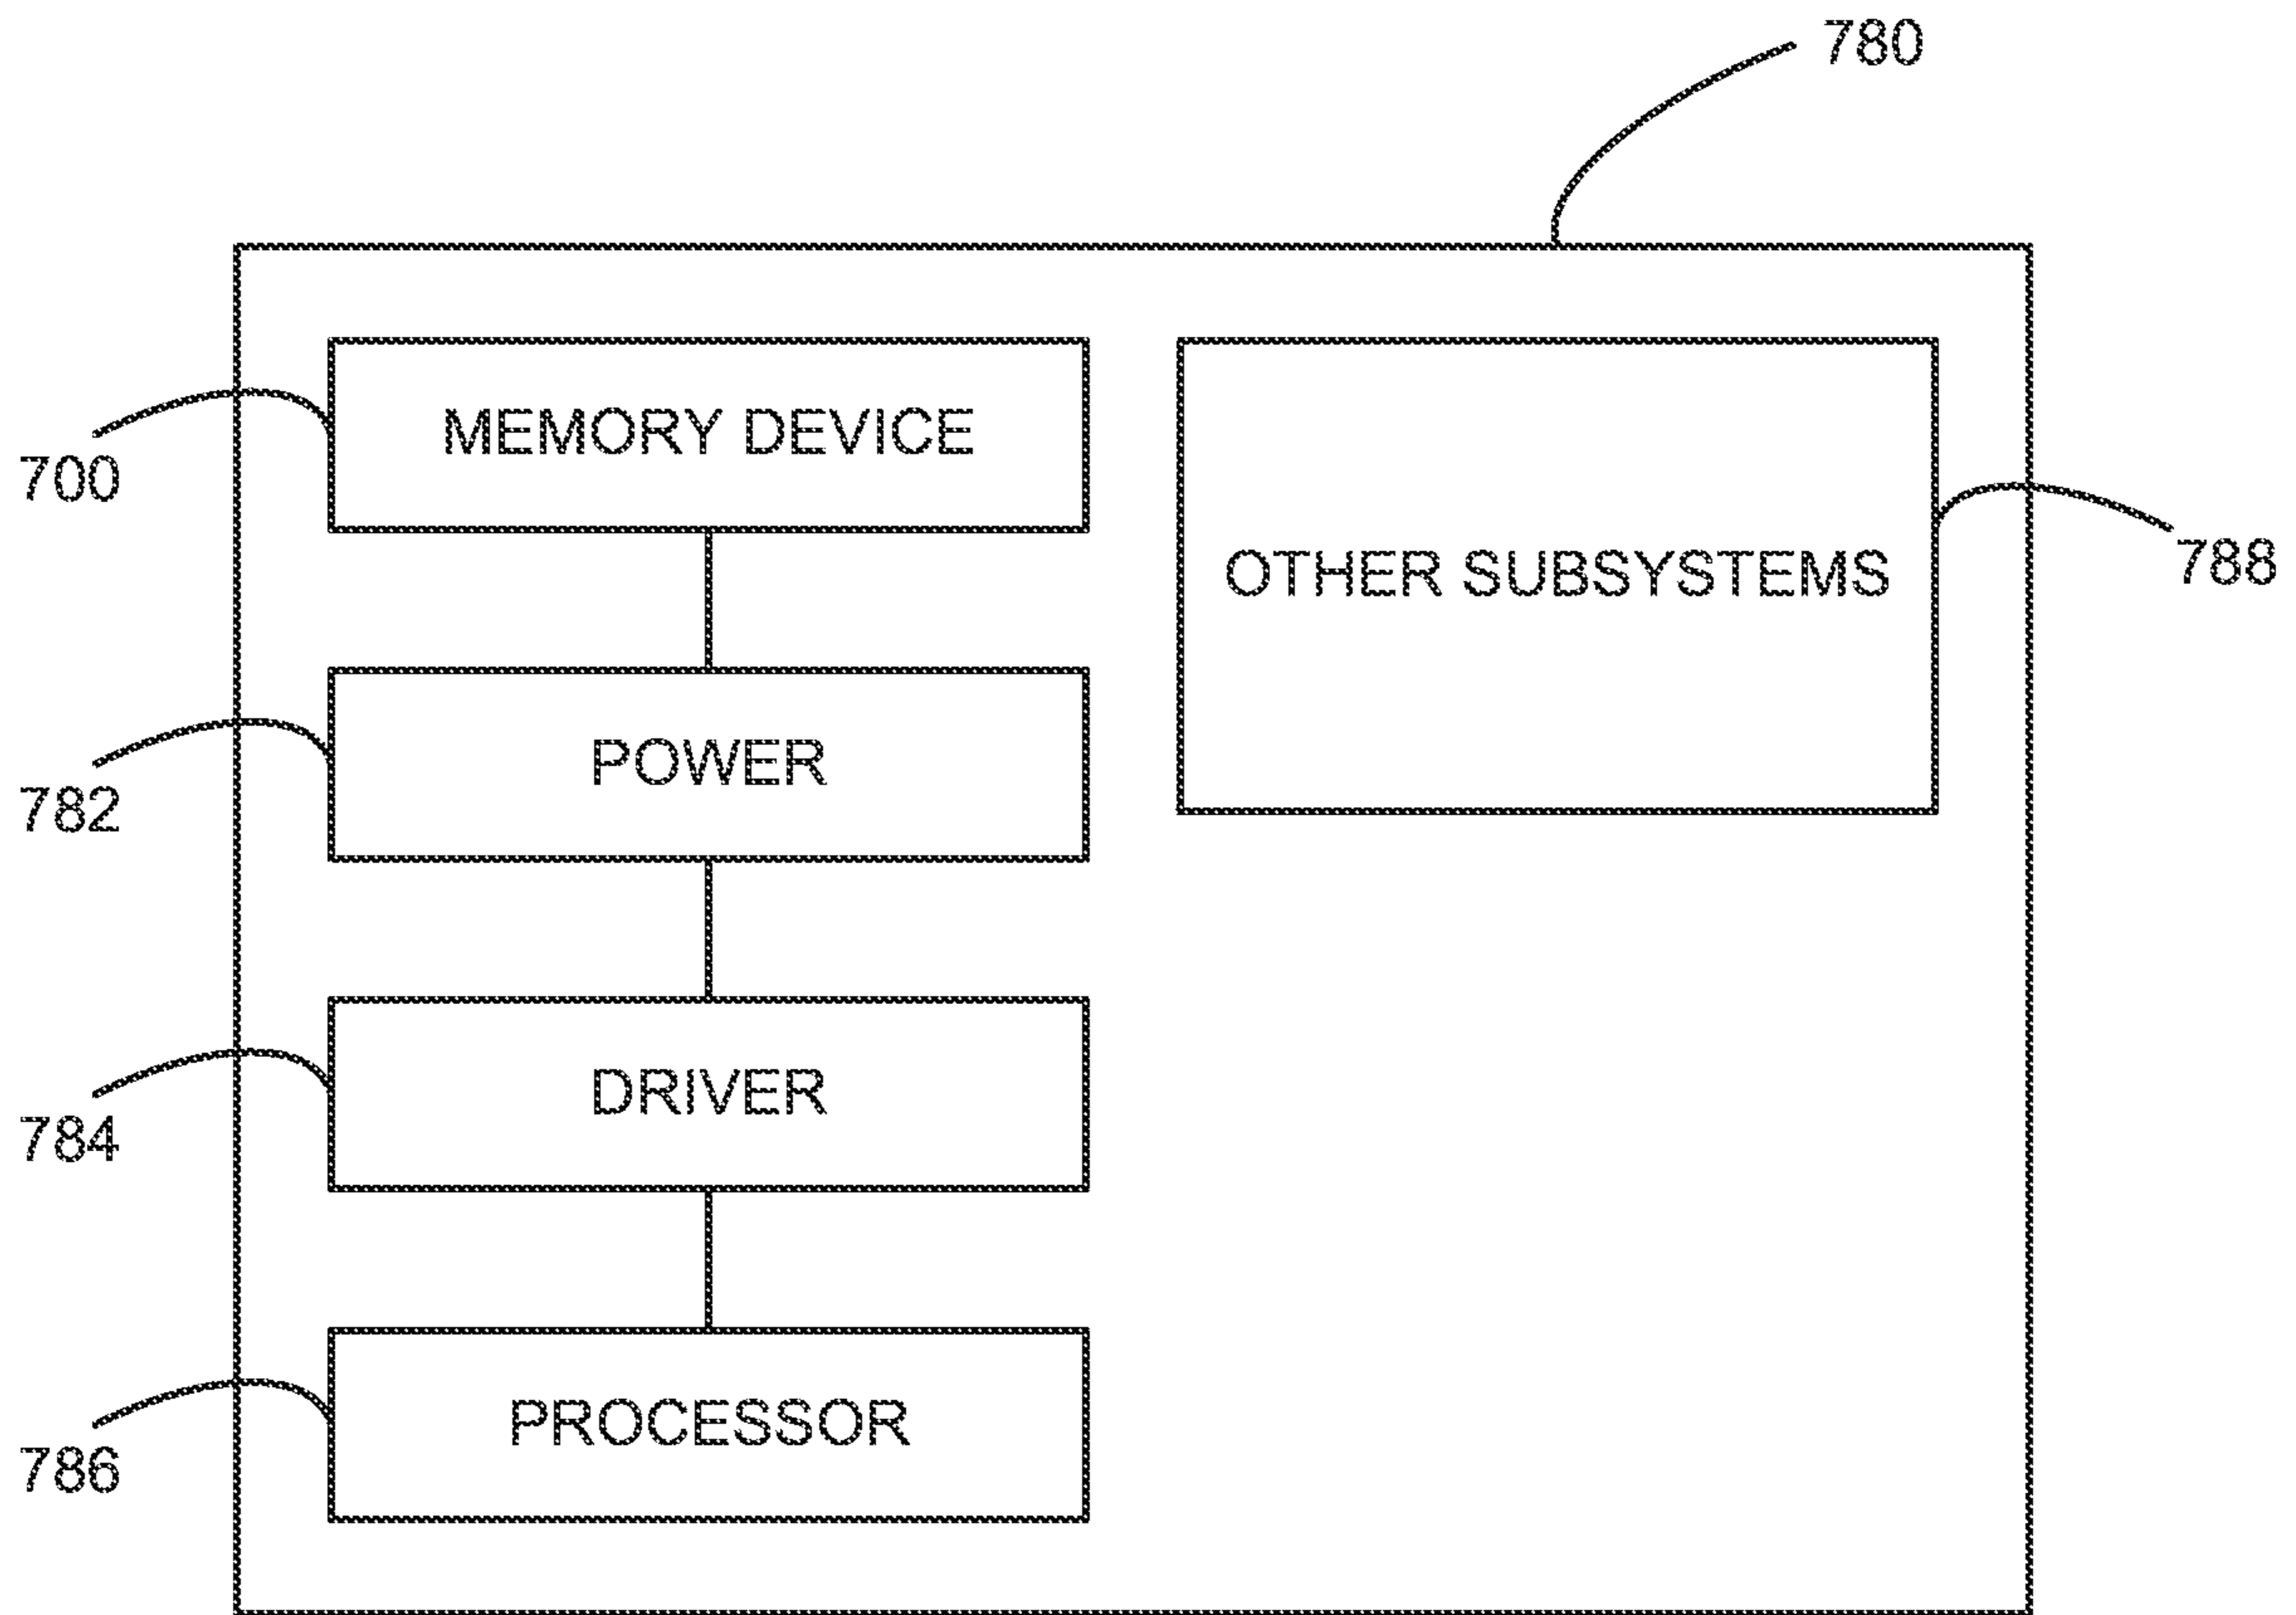 780
MEMORY DEVICE
700
OTHER SUBSYSTEMS
788
POWER
782
DRIVER
784
PROCESSOR
786